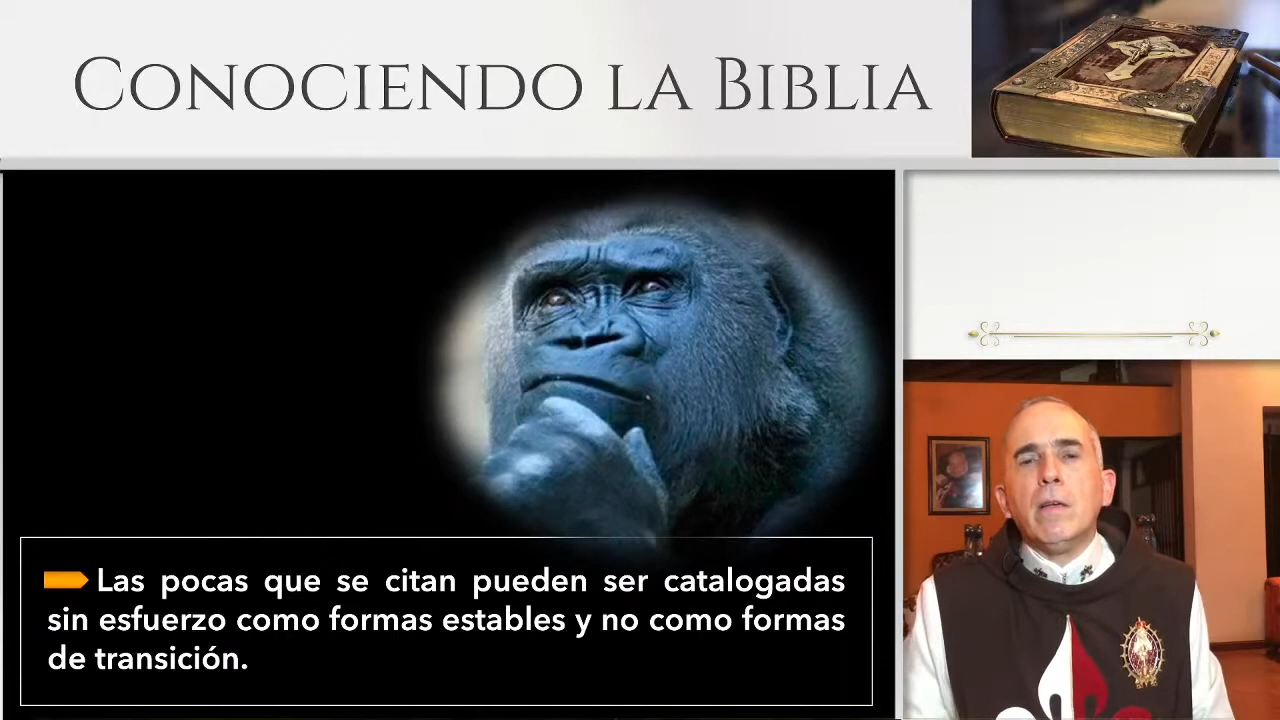 CONOCIENDO LA BIBLIA
Las pocas que se citan pueden ser catalogadas
sin esfuerzo como formas estables y no como formas
de transición.